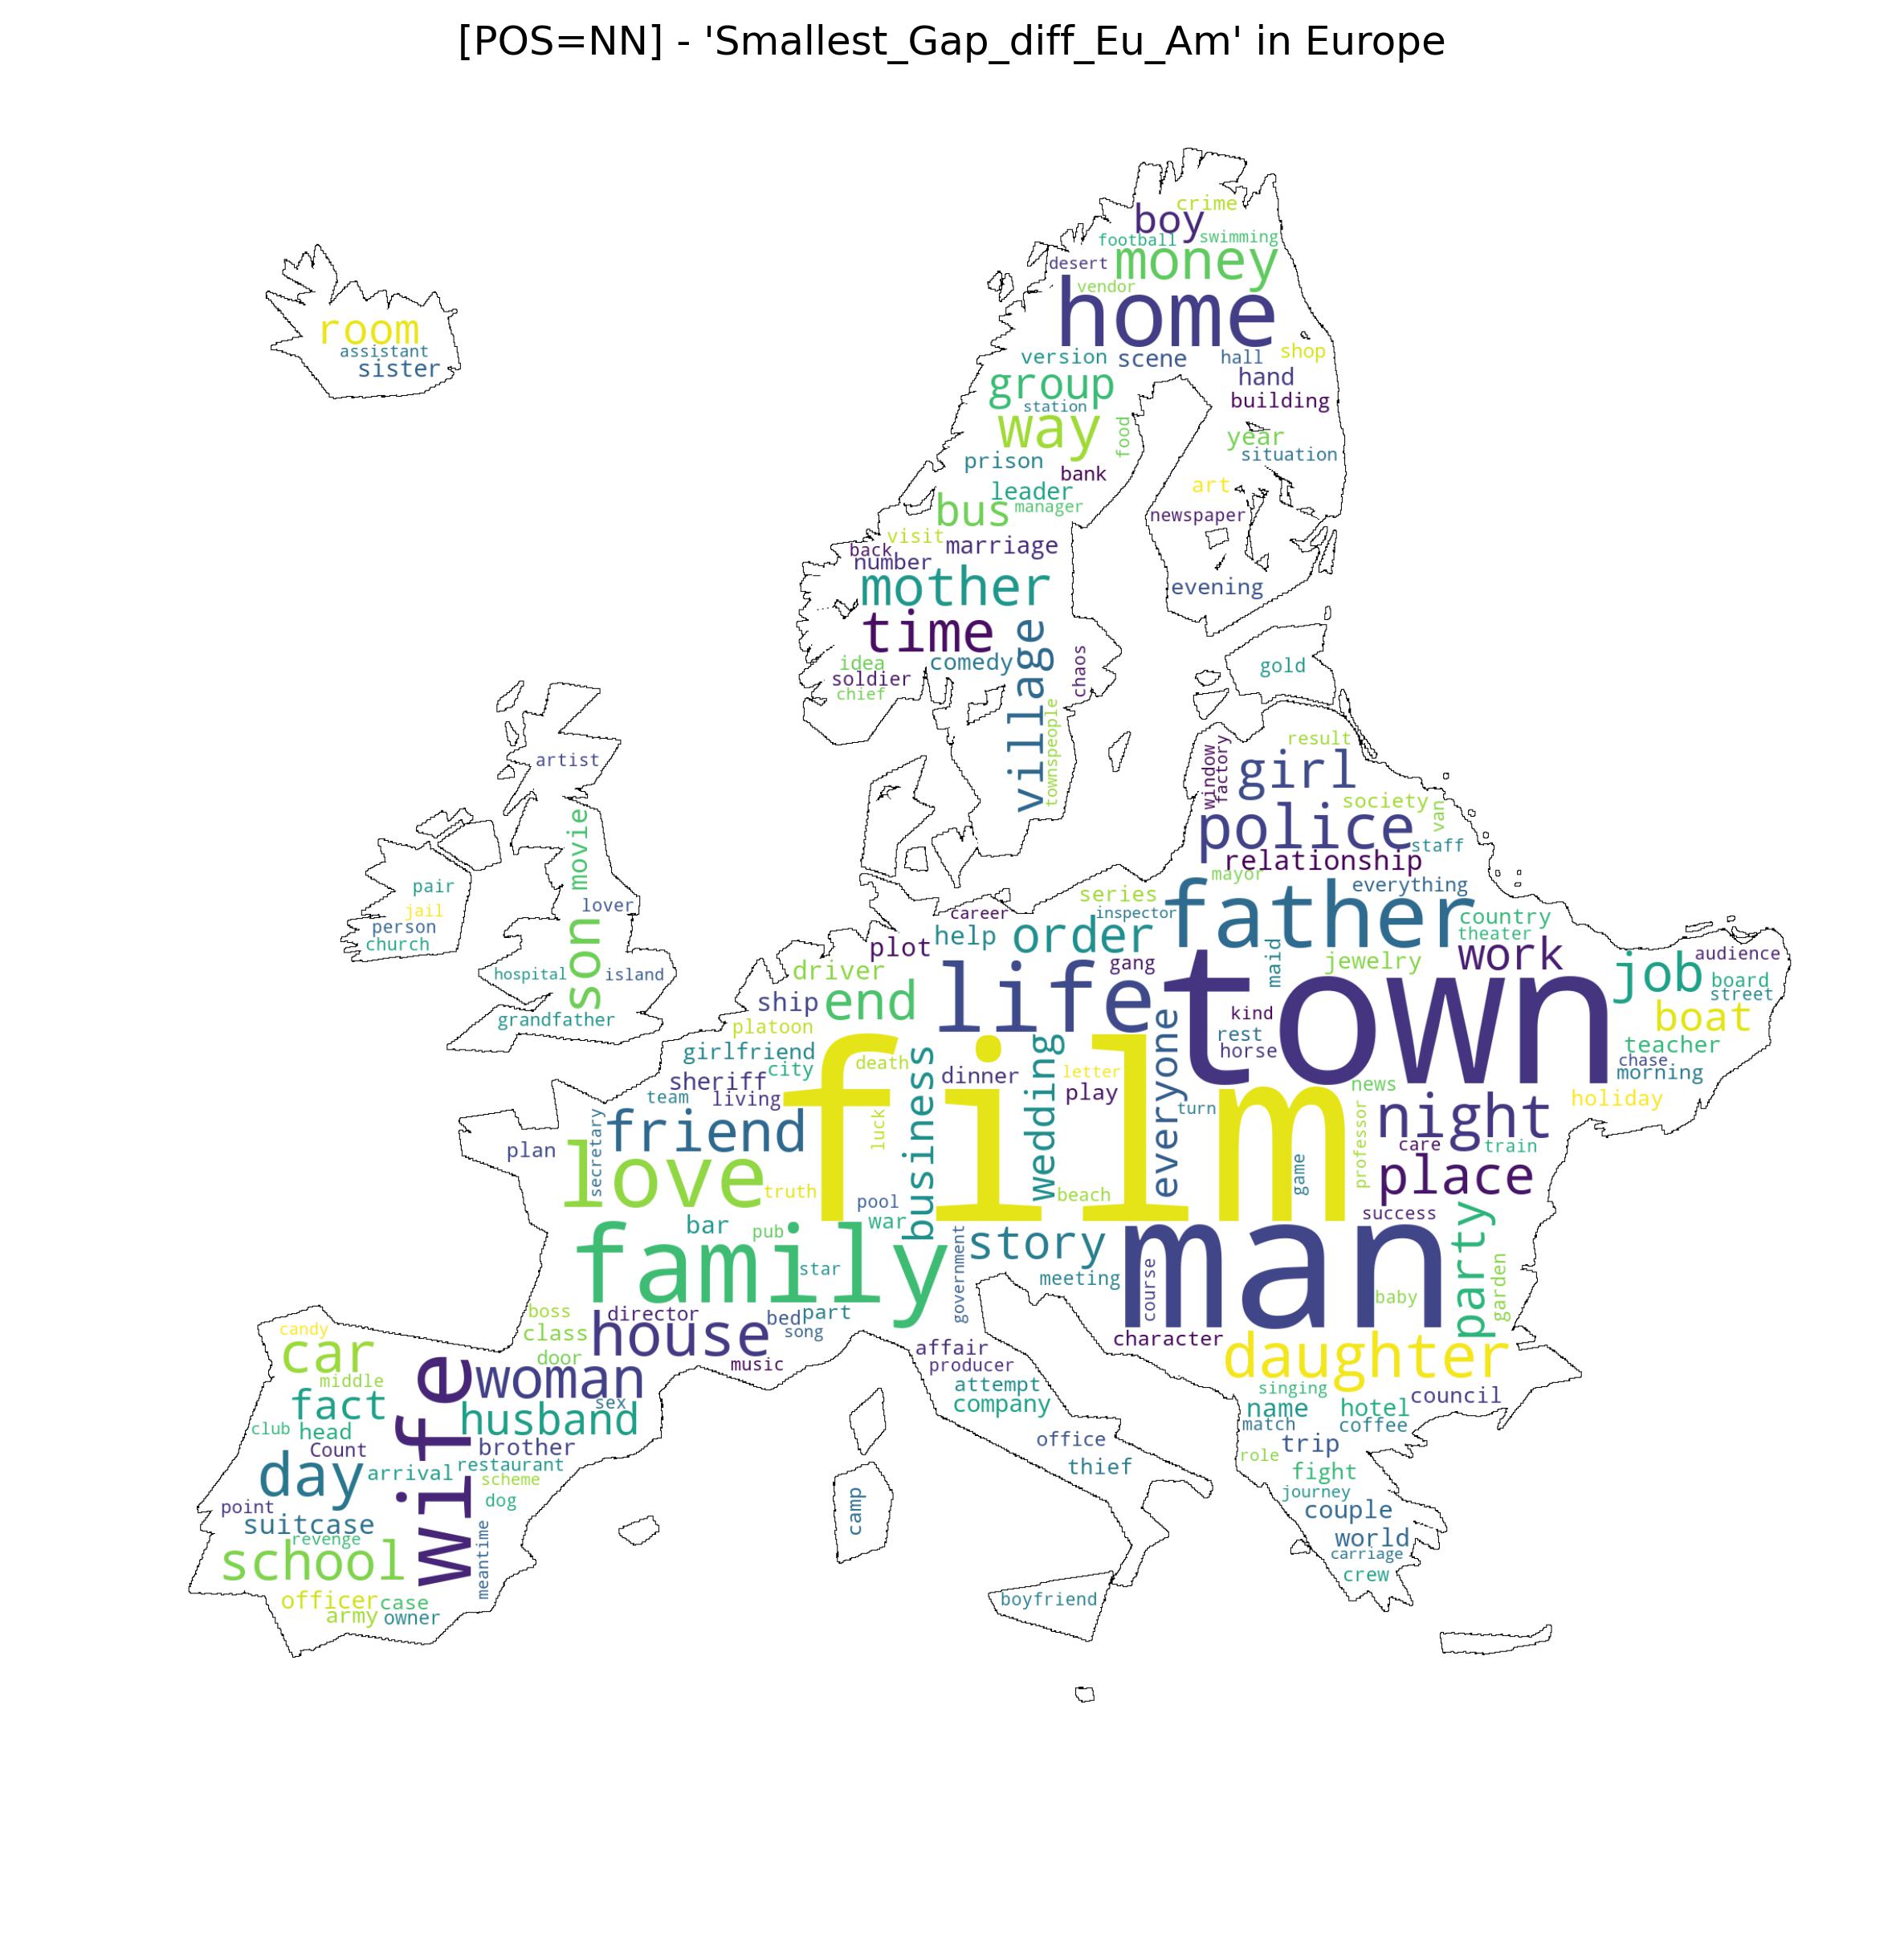 [POS=NN] - 'Smallest_Gap_diff_Eu_Am' in Europe
crime
boy
football
swimming
money
desert
vendor
home
room
assistant
sister
version
scene
hall
shop
group
hand
station
building
way
food
year
situation
prison
bank
leader
art
bus
manager
newspaper
visit
marriage
back
number
mother
evening
time
village
chaos
idea
comedy
soldier
chief
gold
townspeople
artist
result
window
factory
girl
movie
society
van
police
staff
relationship
pair
mayor
everything
jail
lover
series
father
person
career
inspector
country
church
son
plot
help
order
theater
work
audience
hospital
island
driver
gang
maid
jewelry
job
board
street
grandfather
ship
end
life
town
boat
platoon
kind
rest
horse
teacher
girlfriend
city
death
business
dinner
wedding
letter
everyone
chase
morning
sheriff
play
news
holiday
team
living
film
turn
night
secretary
friend
luck
professor
care
train
plan
love
truth
pool
beach
game
place
bar
pub
war
success
family
star
government
story
meeting
man
course
party
garden
baby
boss
director
bed
part
candy
class
house
song
affair
character
car
door
music
producer
daughter
middle
wife
woman
attempt
singing
fact
husband
sex
company
name
hotel
council
club
head
match
coffee
Count
brother
office
trip
role
day
arrival
restaurant
scheme
thief
fight
point
dog
journey
suitcase
camp
couple
revenge
meantime
world
school
carriage
crew
officer
case
boyfriend
army
owner